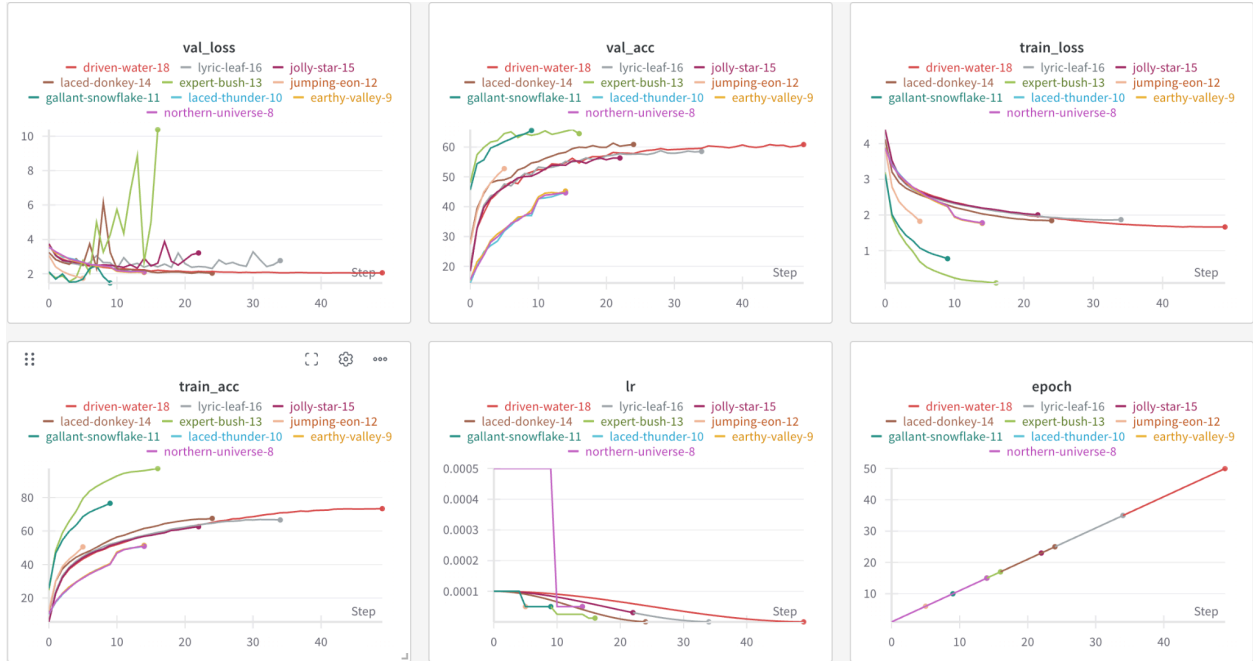 val_loss
driven-water-18 lyric-leaf-16 jolly-star-15
laced-donkey-14 expert-bush-13 jumping-eon-12
gallant-snowflake-11 laced-thunder-10 earthy-valley-9
northern-universe-8
10
8
6
4
2
Step
0 10 20 30 40
val_acc
driven-water-18 lyric-leaf-16 jolly-star-15
laced-donkey-14 expert-bush-13 jumping-eon-12
gallant-snowflake-11 laced-thunder-10 earthy-valley-9
northern-universe-8
60
50
40
30
20
Step
0 10 20 30 40
train_loss
driven-water-18 lyric-leaf-16 jolly-star-15
laced-donkey-14 expert-bush-13 jumping-eon-12
gallant-snowflake-11 laced-thunder-10 earthy-valley-9
northern-universe-8
4
3
2
1
Step
0 10 20 30 40
train_acc
driven-water-18 lyric-leaf-16 jolly-star-15
laced-donkey-14 expert-bush-13 jumping-eon-12
gallant-snowflake-11 laced-thunder-10 earthy-valley-9
northern-universe-8
80
60
40
20
Step
0 10 20 30 40
lr
driven-water-18 lyric-leaf-16 jolly-star-15
laced-donkey-14 expert-bush-13 jumping-eon-12
gallant-snowflake-11 laced-thunder-10 earthy-valley-9
northern-universe-8
0.0005
0.0004
0.0003
0.0002
0.0001
Step
0 10 20 30 40
epoch
driven-water-18 lyric-leaf-16 jolly-star-15
laced-donkey-14 expert-bush-13 jumping-eon-12
gallant-snowflake-11 laced-thunder-10 earthy-valley-9
northern-universe-8
50
40
30
20
10
Step
0 10 20 30 40